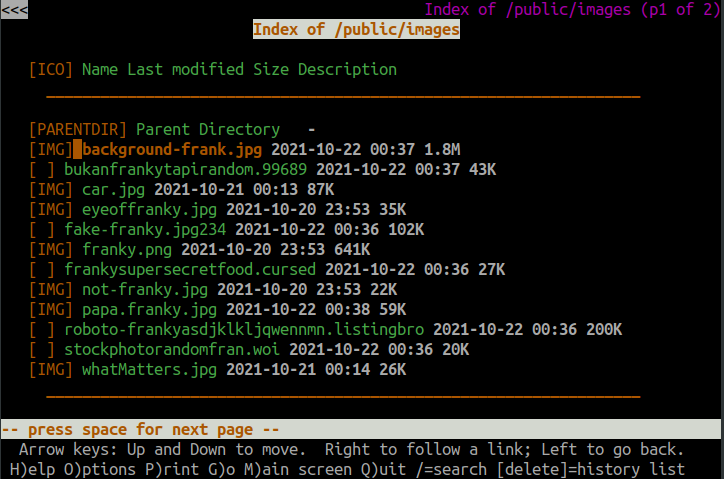 <<< Index of /public/images (p1 of 2)
Index of /public/images
[ICO] Name Last modified Size Description
[PARENTDIR] Parent Directory -
[IMG] background-frank.jpg 2021-10-22 00:37 1.8M
[ ] bukanfrankytapirandom.99689 2021-10-22 00:37 43K
[IMG] car.jpg 2021-10-21 00:13 87K
[IMG] eyeoffranky.jpg 2021-10-20 23:53 35K
[ ] fake-franky.jpg234 2021-10-22 00:36 102K
[IMG] franky.png 2021-10-20 23:53 641K
[ ] frankysupersecretfood.cursed 2021-10-22 00:36 27K
[IMG] not-franky.jpg 2021-10-20 23:53 22K
[IMG] papa.franky.jpg 2021-10-22 00:38 59K
[ ] roboto-frankyasdjklkljqwennmn.listingbro 2021-10-22 00:36 200K
[ ] stockphotorandomfran.woi 2021-10-22 00:36 20K
[IMG] whatMatters.jpg 2021-10-21 00:14 26K
-- press space for next page --
Arrow keys: Up and Down to move. Right to follow a link; Left to go back.
H)elp O)ptions P)rint G)o M)ain screen Q)uit /=search [delete]=history list